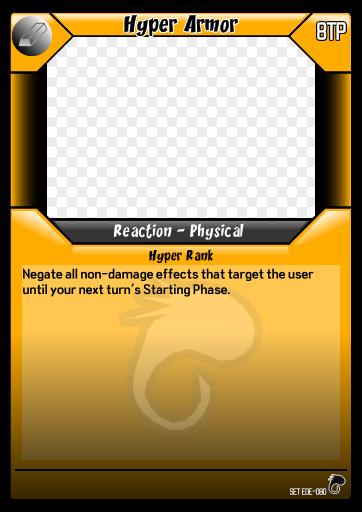 Hyper Armor
8TP
Reaction - Physical
Hyper Rank
Negate all non-damage effects that target the user
until your next turn's Starting Phase.
SET EOE-080